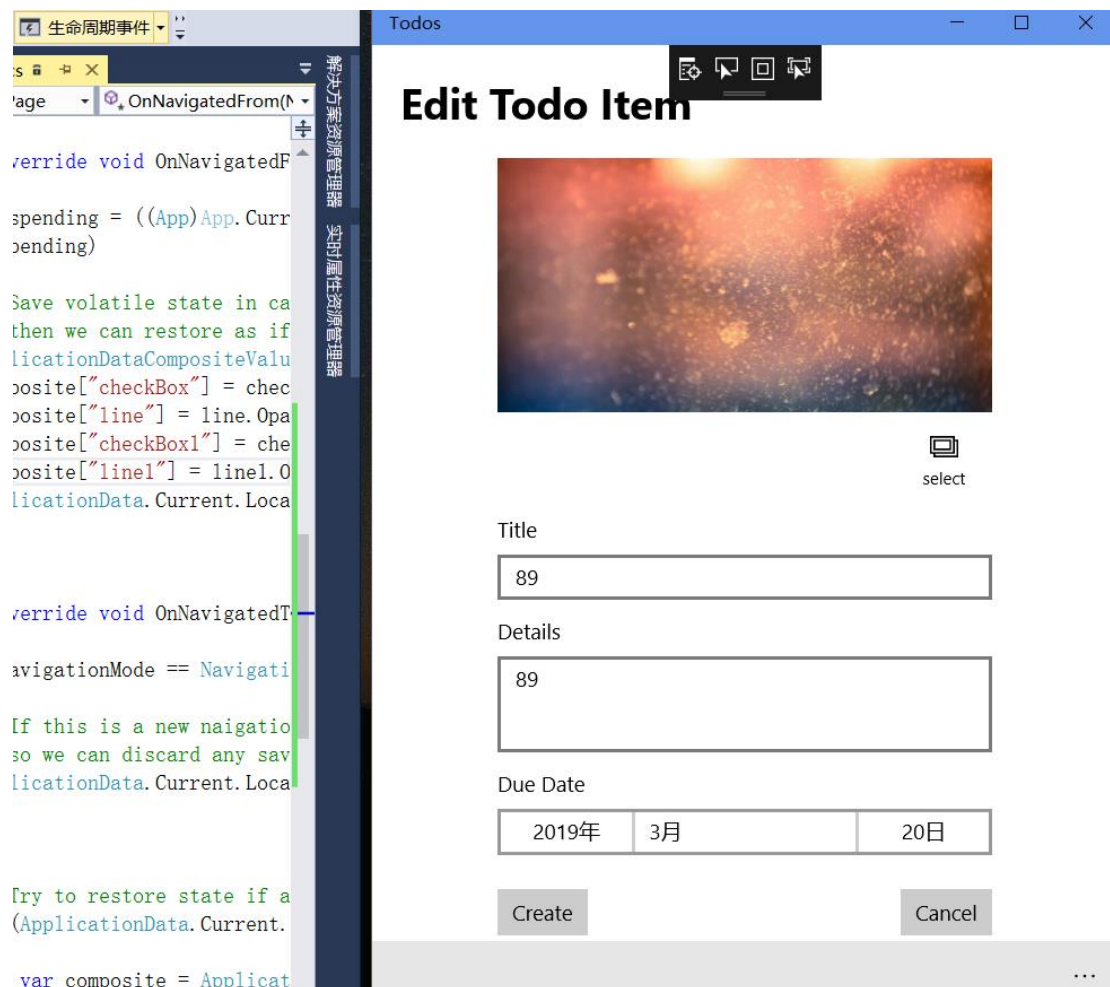 生命周期事件
cs
Page
OnNavigatedFrom(N
verride void OnNavigatedF
spending = ((App)App.Curr
pending)
Save volatile state in ca
then we can restore as if
licationDataCompositeValu
posite["checkBox"] = chec
posite["line"] = line.Opa
posite["checkBox1"] = che
posite["line1"] = line1.O
licationData.Current.Loca
verride void OnNavigatedT
avigationMode == Navigati
If this is a new naigatio
so we can discard any sav
licationData.Current.Loca
Try to restore state if a
(ApplicationData.Current.
var composite = Applicat
解决方案资源管理器
实时属性资源管理器
Todos
Edit Todo Item
select
Title
89
Details
89
Due Date
2019年 3月 20日
Create Cancel
...